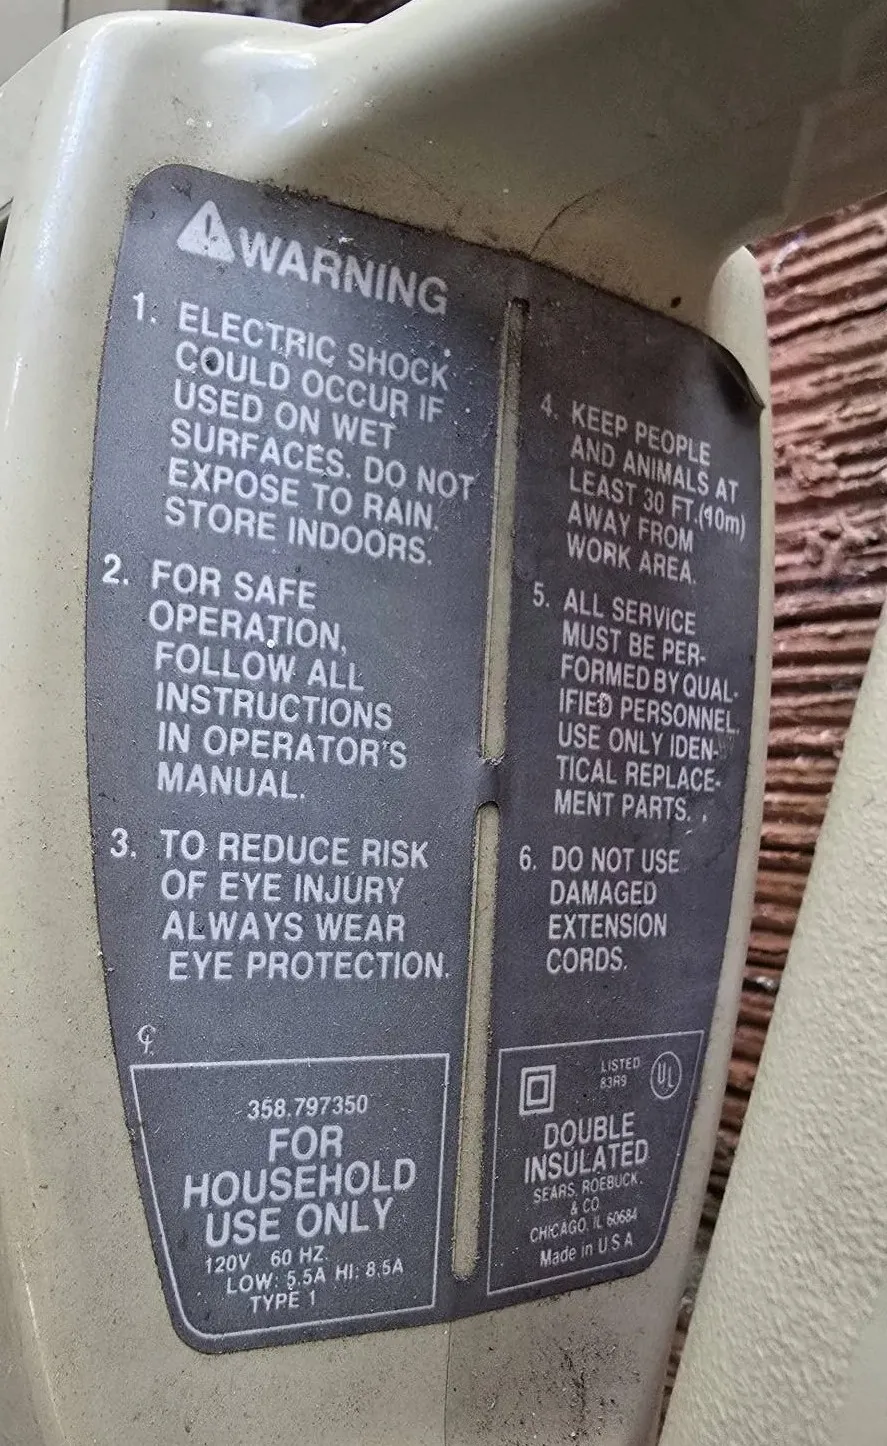 WARNING
1. ELECTRIC SHOCK
COULD OCCUR IF
USED ON WET
SURFACES. DO NOT
EXPOSE TO RAIN.
STORE INDOORS.
2. FOR SAFE
OPERATION,
FOLLOW ALL
INSTRUCTIONS
IN OPERATOR'S
MANUAL.
3. TO REDUCE RISK
OF EYE INJURY
ALWAYS WEAR
EYE PROTECTION.
358.797350
FOR
HOUSEHOLD
USE ONLY
120V 60 HZ.
LOW: 5.5A HI: 8.5A
TYPE 1
4. KEEP PEOPLE
AND ANIMALS AT
LEAST 30 FT.(10m)
AWAY FROM
WORK AREA.
5. ALL SERVICE
MUST BE PER-
FORMED BY QUAL-
IFIED PERSONNEL.
USE ONLY IDEN-
TICAL REPLACE-
MENT PARTS.
6. DO NOT USE
DAMAGED
EXTENSION
CORDS.
LISTED
83R9
UL
DOUBLE
INSULATED
SEARS, ROEBUCK.
& CO
CHICAGO, IL 60684
Made in U S A